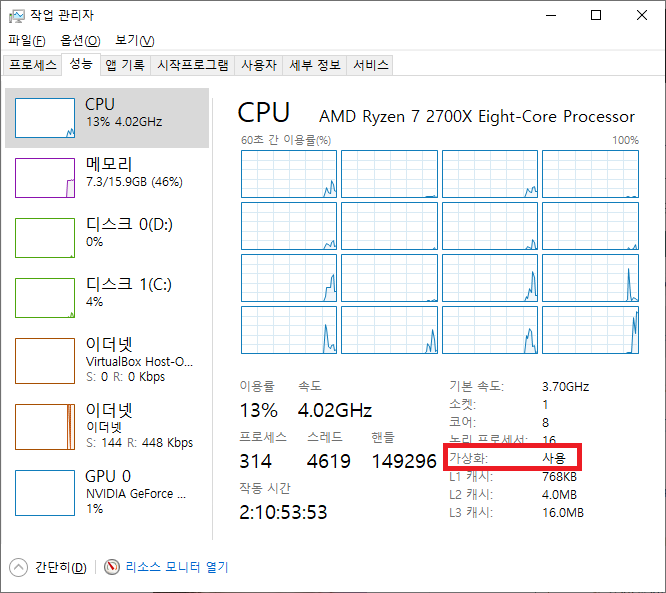 작업 관리자
파일(F) 옵션(O) 보기(V)
프로세스 성능 앱 기록 시작프로그램 사용자 세부 정보 서비스
CPU
13% 4.02GHz
메모리
7.3/15.9GB (46%)
디스크 0(D:)
0%
디스크 1(C:)
4%
이더넷
VirtualBox Host-O...
S: 0 R: 0 Kbps
이더넷
이더넷
S: 144 R: 448 Kbps
GPU 0
NVIDIA GeForce ...
1%
CPU AMD Ryzen 7 2700X Eight-Core Processor
60초 간 이용률(%) 100%
이용률 속도
13% 4.02GHz
프로세스 스레드 핸들
314 4619 149296
작동 시간
2:10:53:53
기본 속도: 3.70GHz
소켓: 1
코어: 8
논리 프로세서: 16
가상화: 사용
L1 캐시: 768KB
L2 캐시: 4.0MB
L3 캐시: 16.0MB
간단히(D) 리소스 모니터 열기